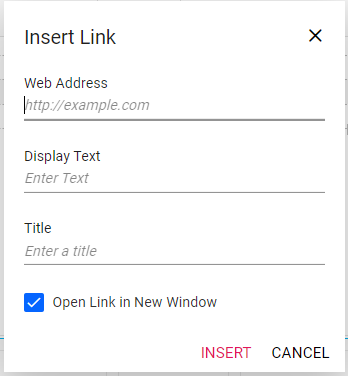 Insert Link
Web Address
http://example.com
Display Text
Enter Text
Title
Enter a title
Open Link in New Window
INSERT CANCEL